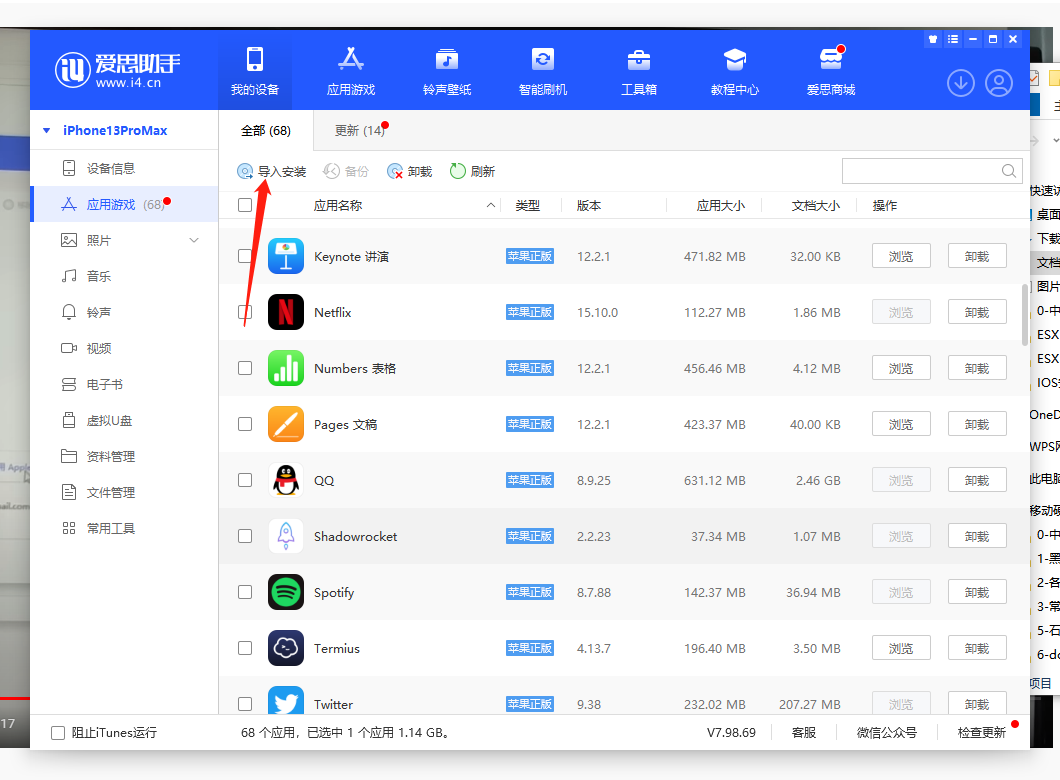 爱思助手
www.i4.cn
我的设备
应用游戏
铃声壁纸
智能刷机
工具箱
教程中心
爱思商城
iPhone13ProMax
设备信息
应用游戏 (68)
照片
音乐
铃声
视频
电子书
虚拟U盘
资料管理
文件管理
常用工具
全部 (68)
更新 (14)
导入安装 备份 卸载 刷新
应用名称 类型 版本 应用大小 文档大小 操作
Keynote 讲演 苹果正版 12.2.1 471.82 MB 32.00 KB 浏览 卸载
Netflix 苹果正版 15.10.0 112.27 MB 1.86 MB 浏览 卸载
Numbers 表格 苹果正版 12.2.1 456.46 MB 4.12 MB 浏览 卸载
Pages 文稿 苹果正版 12.2.1 423.37 MB 40.00 KB 浏览 卸载
QQ 苹果正版 8.9.25 631.12 MB 2.46 GB 浏览 卸载
Shadowrocket 苹果正版 2.2.23 37.34 MB 1.07 MB 浏览 卸载
Spotify 苹果正版 8.7.88 142.37 MB 36.94 MB 浏览 卸载
Termius 苹果正版 4.13.7 196.40 MB 3.50 MB 浏览 卸载
Twitter 苹果正版 9.38 232.02 MB 207.27 MB 浏览 卸载
阻止iTunes运行
68 个应用，已选中 1 个应用 1.14 GB。
V7.98.69
客服
微信公众号
检查更新
桌面
下载
文档
图片
0-中
ESX
ESX
OneD
WPS网
此电脑
移动硬
0-中
1-黑
2-各
3-常
5-石
6-do
项目
17